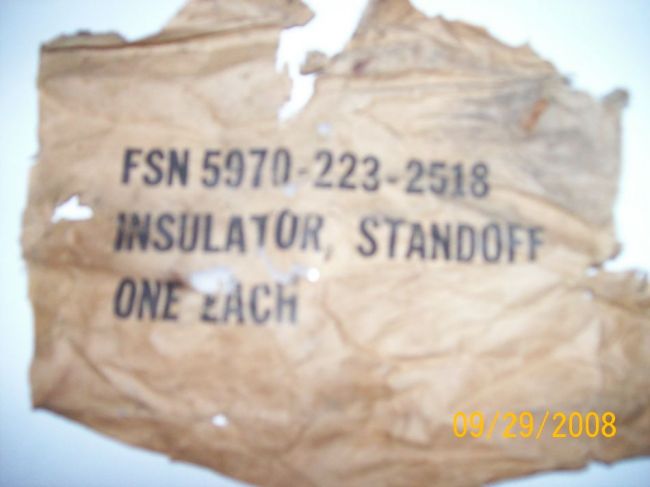 FSN 5970-223-2518
INSULATOR, STANDOFF
ONE EACH
09/29/2008